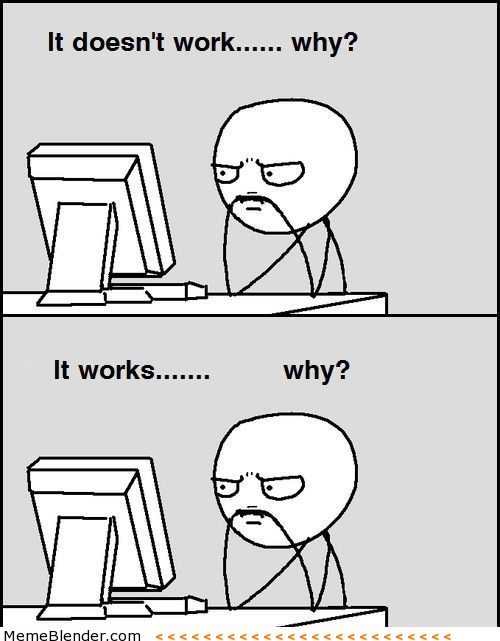 It doesn't work...... why?
It works....... why?
MemeBlender.com < < < < < < < < < < < < < < < < < < < < < < < <